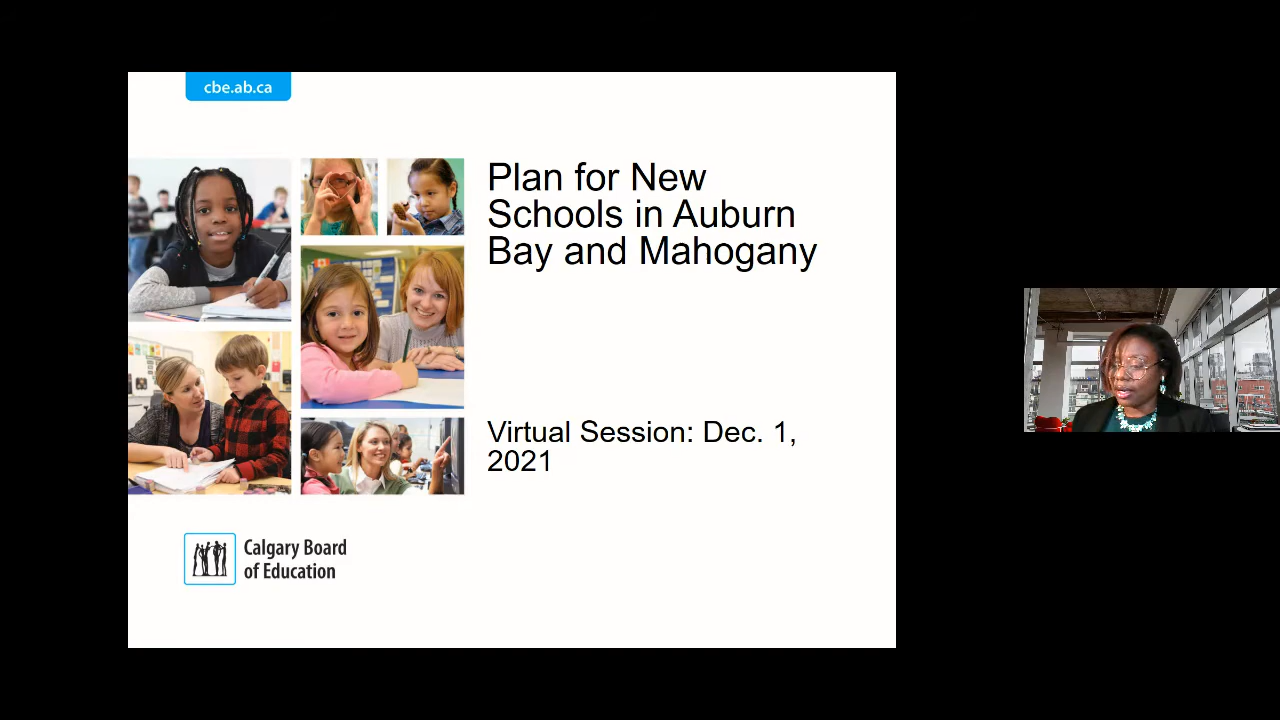 cbe.ab.ca
Plan for New
Schools in Auburn
Bay and Mahogany
Virtual Session: Dec. 1,
2021
Calgary Board
of Education